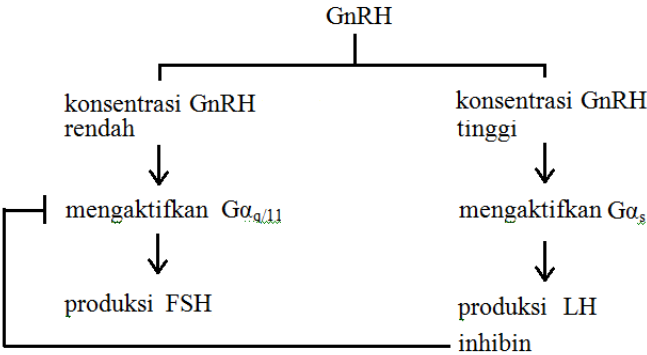 GnRH
konsentrasi GnRH
rendah
mengaktifkan Gαq/11
produksi FSH
konsentrasi GnRH
tinggi
mengaktifkan Gαs
produksi LH
inhibin